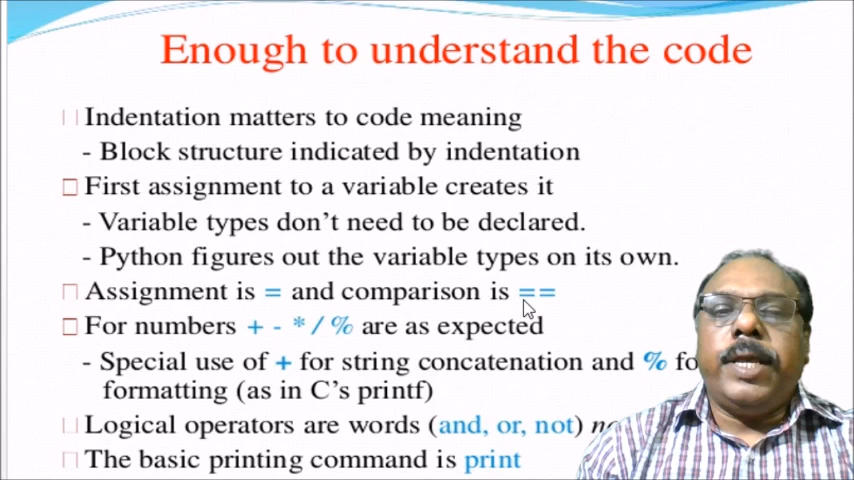 Enough to understand the code
Indentation matters to code meaning
- Block structure indicated by indentation
First assignment to a variable creates it
- Variable types don’t need to be declared.
- Python figures out the variable types on its own.
Assignment is = and comparison is ==
For numbers + - * / % are as expected
- Special use of + for string concatenation and %
formatting (as in C’s printf)
Logical operators are words (and, or, not)
The basic printing command is print